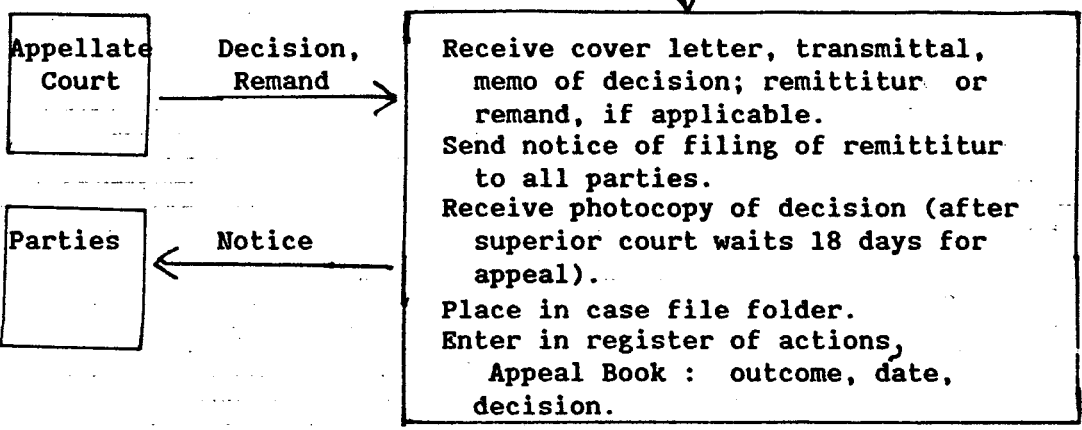 Appellate
Court
Decision,
Remand
Parties
Notice
Receive cover letter, transmittal,
memo of decision; remittitur or
remand, if applicable.
Send notice of filing of remittitur
to all parties.
Receive photocopy of decision (after
superior court waits 18 days for
appeal).
Place in case file folder.
Enter in register of actions,
Appeal Book : outcome, date,
decision.